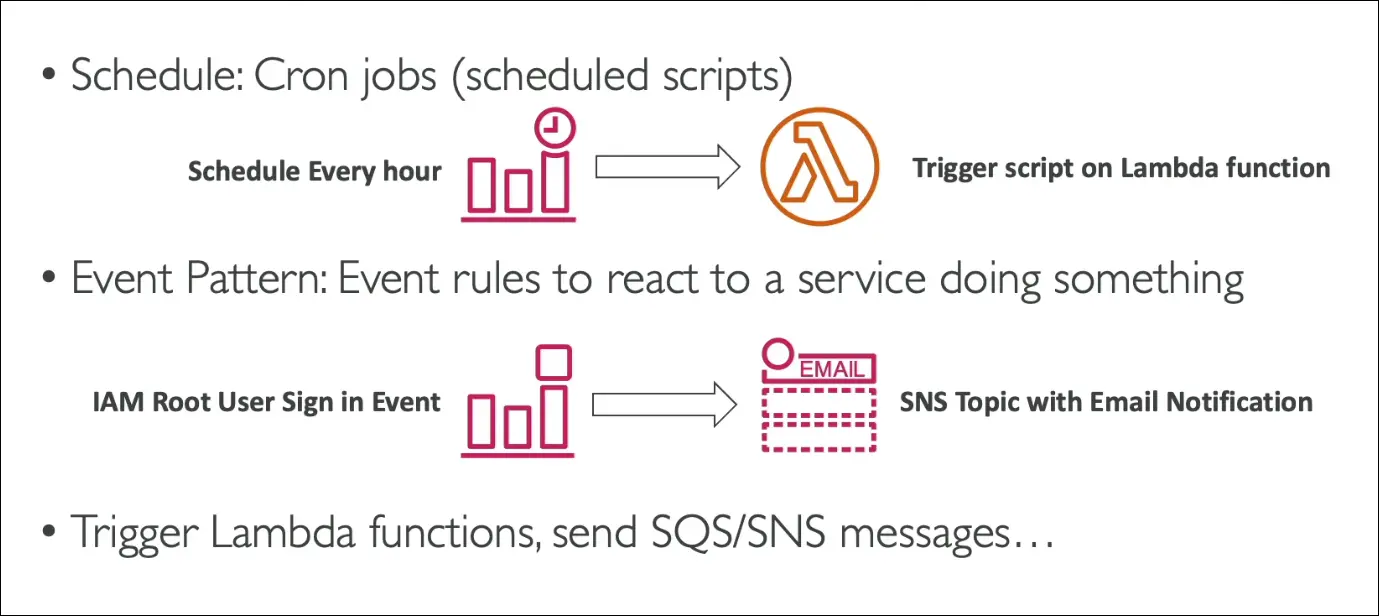 • Schedule: Cron jobs (scheduled scripts)
Schedule Every hour
Trigger script on Lambda function
• Event Pattern: Event rules to react to a service doing something
IAM Root User Sign in Event
EMAIL
SNS Topic with Email Notification
• Trigger Lambda functions, send SQS/SNS messages…